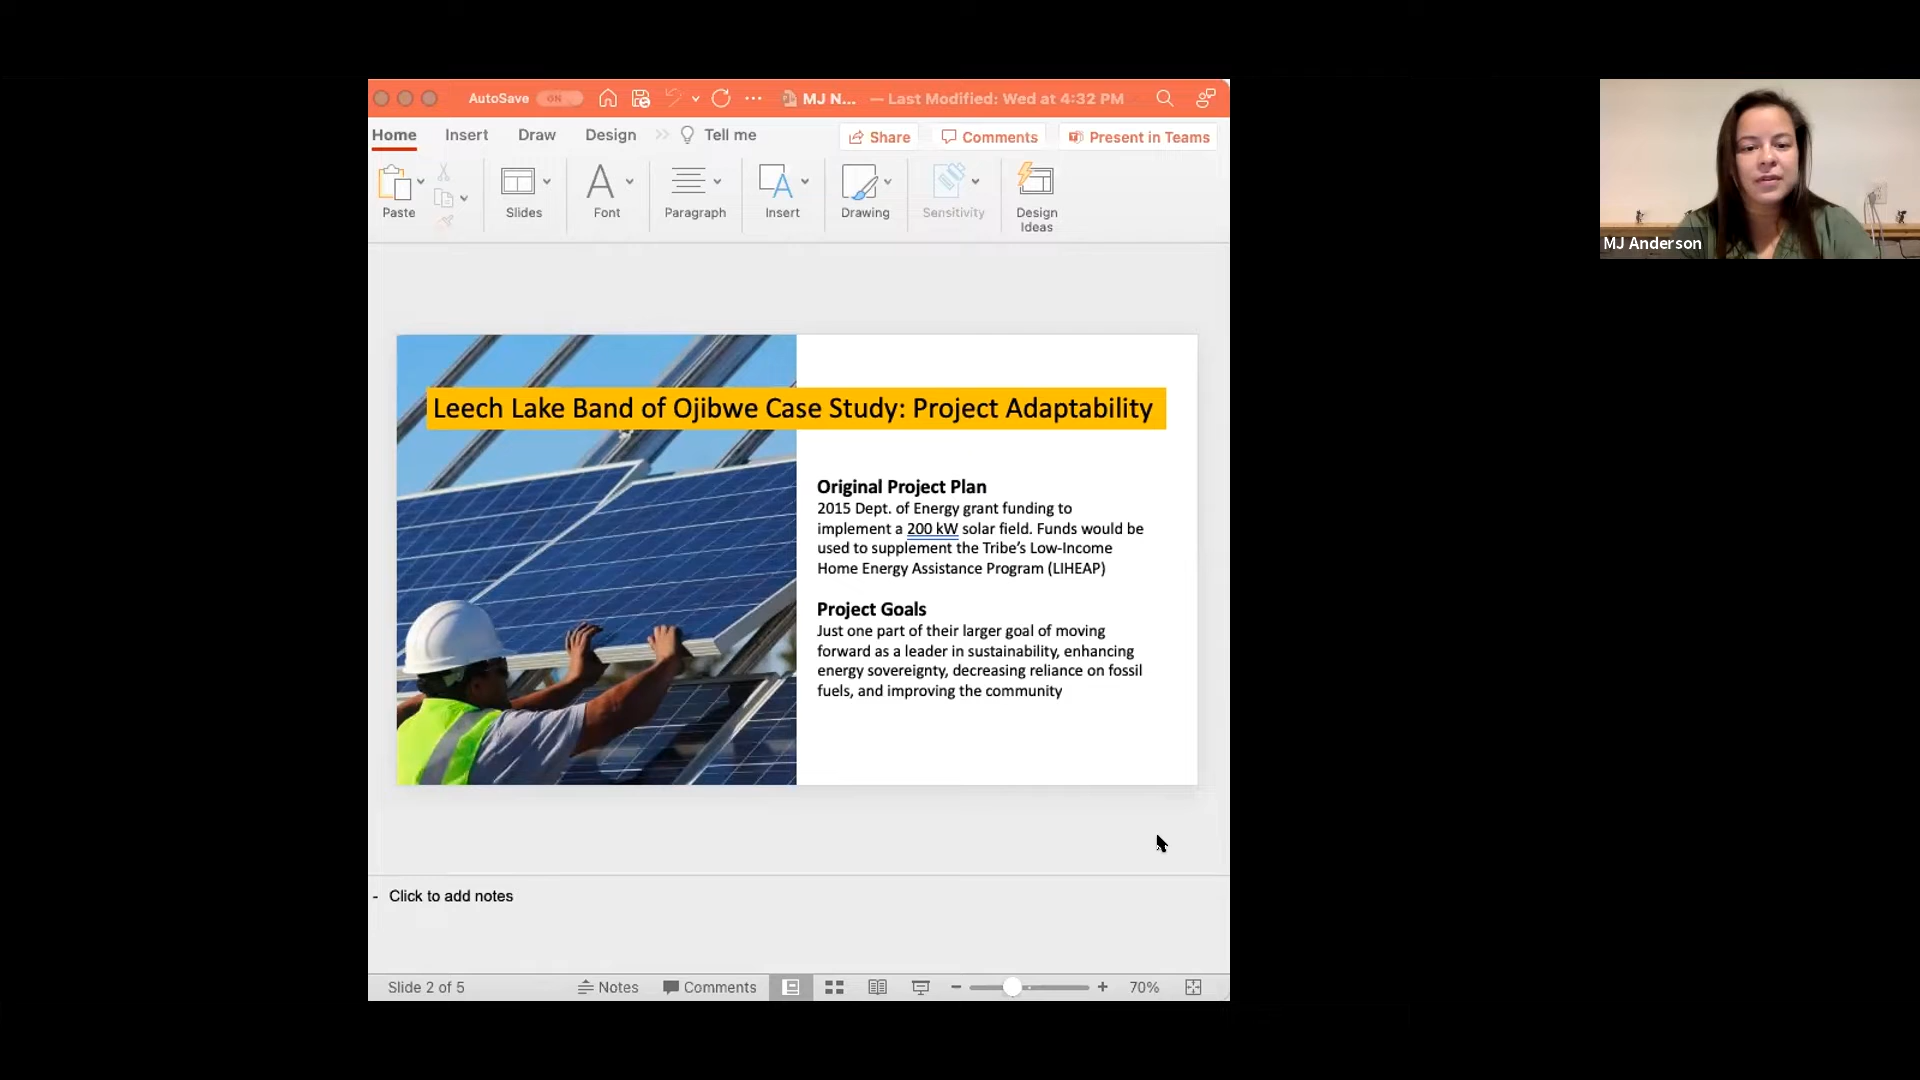 AutoSave ON MJ N... — Last Modified: Wed at 4:32 PM
Home Insert Draw Design Tell me Share Comments Present in Teams
Paste Slides Font Paragraph Insert Drawing Sensitivity Design
Ideas
MJ Anderson
Leech Lake Band of Ojibwe Case Study: Project Adaptability
Original Project Plan
2015 Dept. of Energy grant funding to
implement a 200 kW solar field. Funds would be
used to supplement the Tribe’s Low-Income
Home Energy Assistance Program (LIHEAP)
Project Goals
Just one part of their larger goal of moving
forward as a leader in sustainability, enhancing
energy sovereignty, decreasing reliance on fossil
fuels, and improving the community
- Click to add notes
Slide 2 of 5 Notes Comments 70%